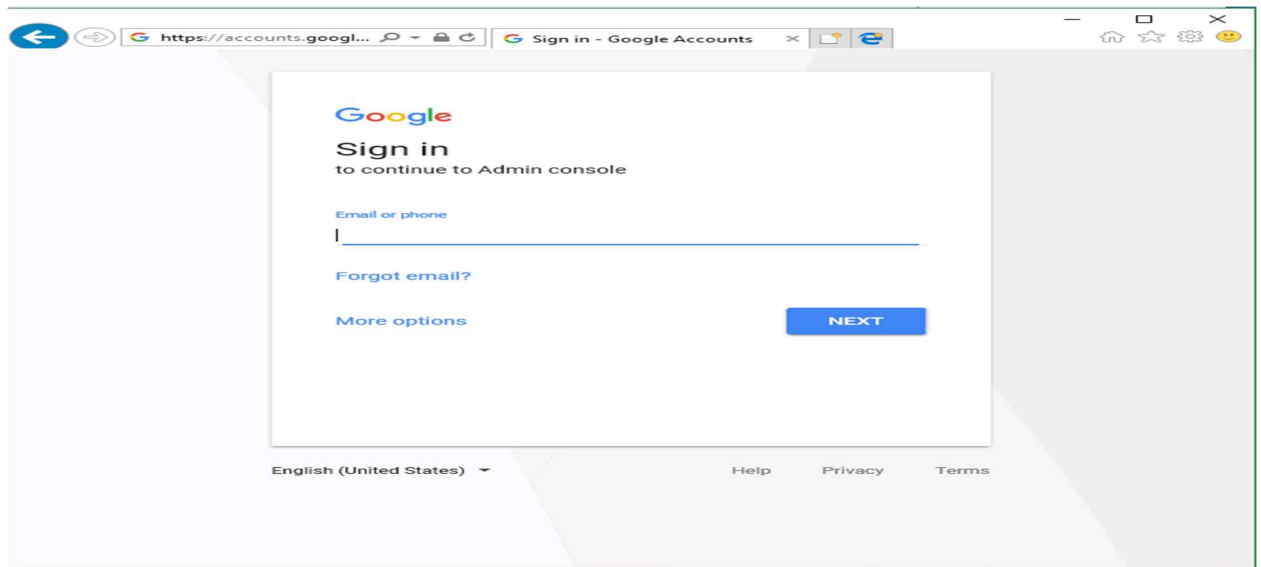 https://accounts.googl...
Sign in - Google Accounts
Google
Sign in
to continue to Admin console
Email or phone
Forgot email?
More options
NEXT
English (United States)
Help Privacy Terms